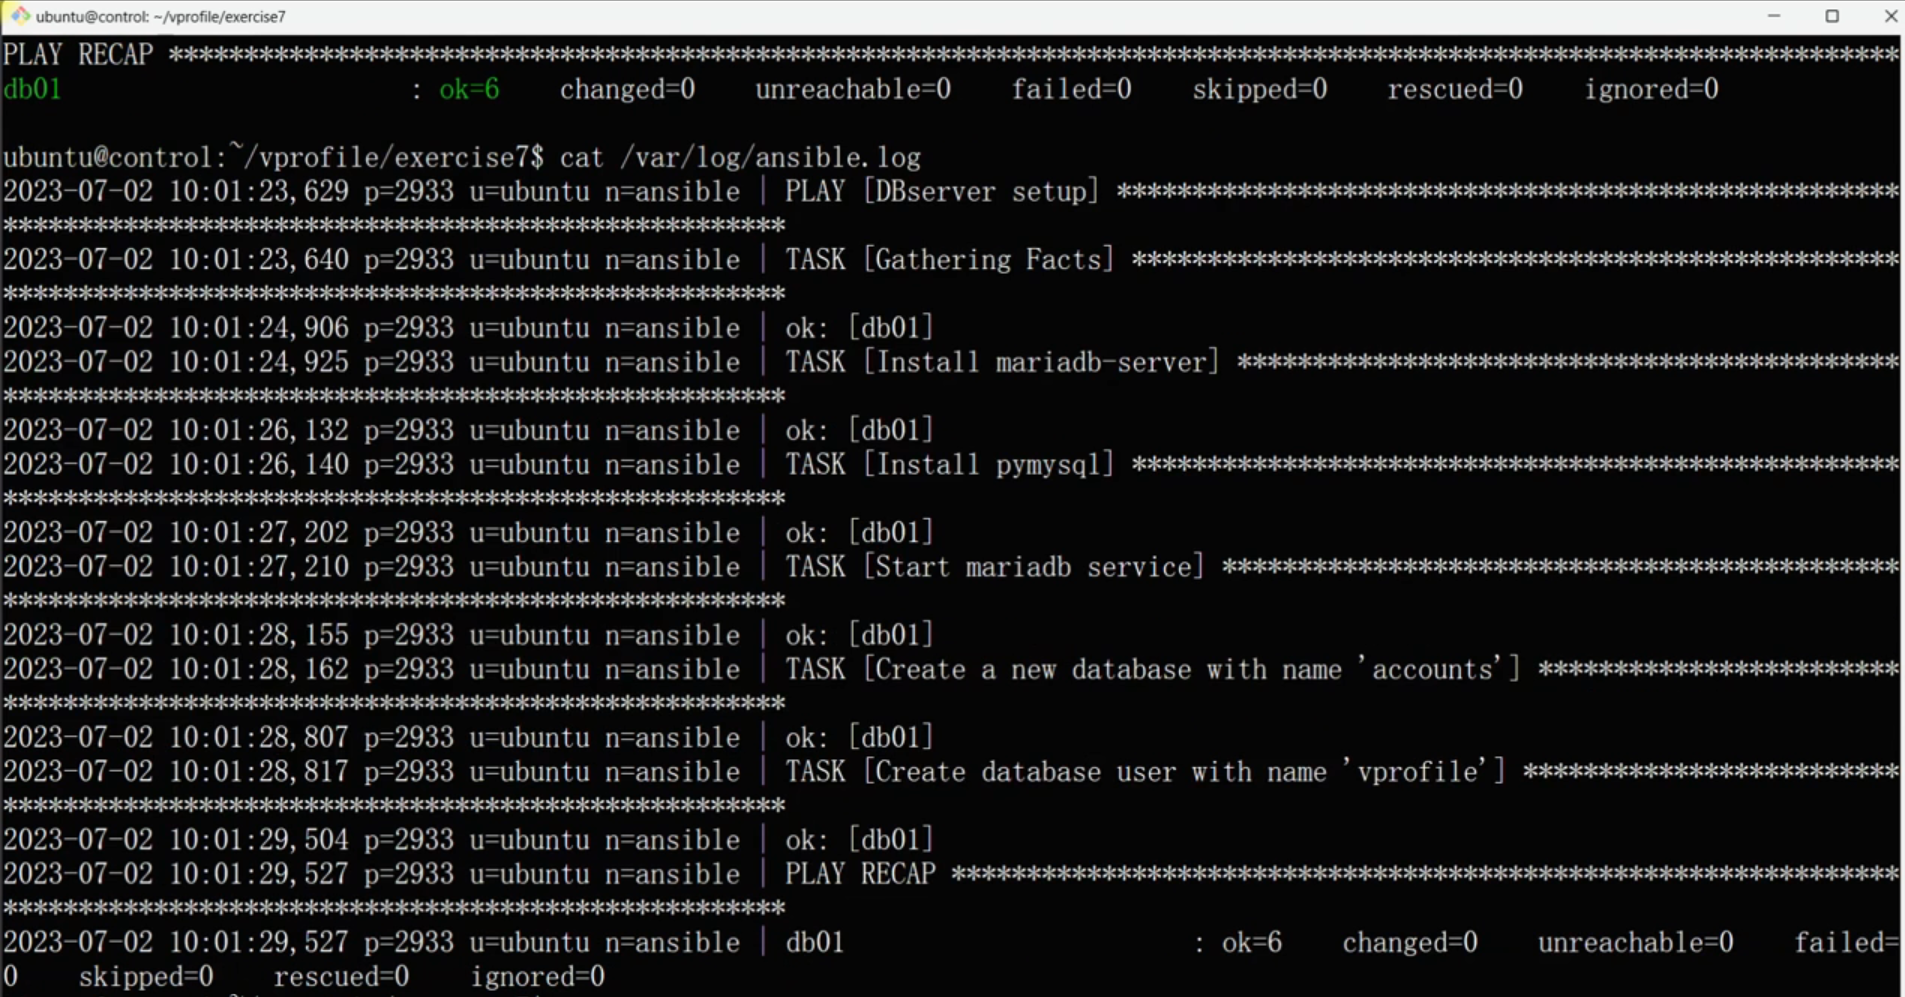 ubuntu@control: ~/vprofile/exercise7
PLAY RECAP *******************************************************************************************************************
db01                       : ok=6    changed=0    unreachable=0    failed=0    skipped=0    rescued=0    ignored=0
ubuntu@control:~/vprofile/exercise7$ cat /var/log/ansible.log
2023-07-02 10:01:23,629 p=2933 u=ubuntu n=ansible | PLAY [DBserver setup] ****************************************************
****************************************************
2023-07-02 10:01:23,640 p=2933 u=ubuntu n=ansible | TASK [Gathering Facts] ***************************************************
****************************************************
2023-07-02 10:01:24,906 p=2933 u=ubuntu n=ansible | ok: [db01]
2023-07-02 10:01:24,925 p=2933 u=ubuntu n=ansible | TASK [Install mariadb-server] ********************************************
****************************************************
2023-07-02 10:01:26,132 p=2933 u=ubuntu n=ansible | ok: [db01]
2023-07-02 10:01:26,140 p=2933 u=ubuntu n=ansible | TASK [Install pymysql] ***************************************************
****************************************************
2023-07-02 10:01:27,202 p=2933 u=ubuntu n=ansible | ok: [db01]
2023-07-02 10:01:27,210 p=2933 u=ubuntu n=ansible | TASK [Start mariadb service] *********************************************
****************************************************
2023-07-02 10:01:28,155 p=2933 u=ubuntu n=ansible | ok: [db01]
2023-07-02 10:01:28,162 p=2933 u=ubuntu n=ansible | TASK [Create a new database with name 'accounts'] ************************
****************************************************
2023-07-02 10:01:28,807 p=2933 u=ubuntu n=ansible | ok: [db01]
2023-07-02 10:01:28,817 p=2933 u=ubuntu n=ansible | TASK [Create database user with name 'vprofile'] *************************
****************************************************
2023-07-02 10:01:29,504 p=2933 u=ubuntu n=ansible | ok: [db01]
2023-07-02 10:01:29,527 p=2933 u=ubuntu n=ansible | PLAY RECAP ***************************************************************
****************************************************
2023-07-02 10:01:29,527 p=2933 u=ubuntu n=ansible | db01                       : ok=6    changed=0    unreachable=0    failed=
0    skipped=0    rescued=0    ignored=0